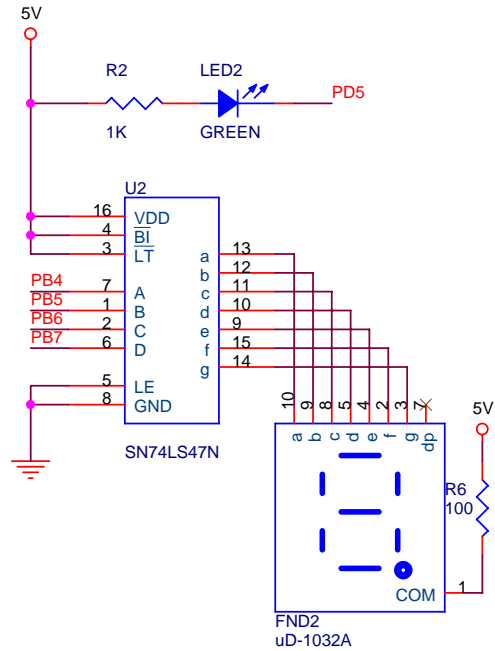 5V
R2 LED2
PD5
1K GREEN
U2
16 VDD
4 BI
3 LT
a 13
b 12
PB4 7 A c 11
PB5 1 B d 10
PB6 2 C e 9
PB7 6 D f 15
g 14
5 LE
8 GND
SN74LS47N
10 9 8 5 4 2 3 7
a b c d e f g dp
5V
R6
100
COM 1
FND2
uD-1032A